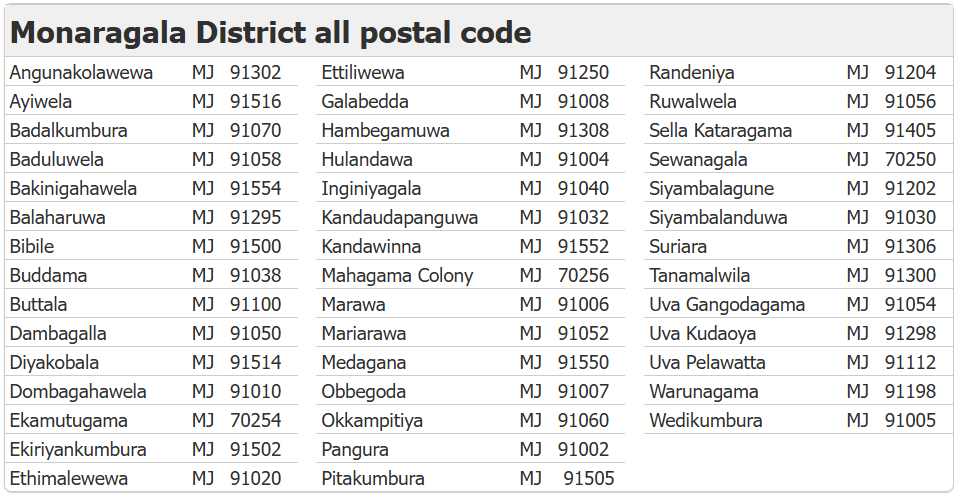 Monaragala District all postal code
Angunakolawewa MJ 91302
Ayiwela MJ 91516
Badalkumbura MJ 91070
Baduluwela MJ 91058
Bakinigahawela MJ 91554
Balaharuwa MJ 91295
Bibile MJ 91500
Buddama MJ 91038
Buttala MJ 91100
Dambagalla MJ 91050
Diyakobala MJ 91514
Dombagahawela MJ 91010
Ekamutugama MJ 70254
Ekiriyankumbura MJ 91502
Ethimalewewa MJ 91020
Ettiliwewa MJ 91250
Galabedda MJ 91008
Hambegamuwa MJ 91308
Hulandawa MJ 91004
Inginiyagala MJ 91040
Kandaudapanguwa MJ 91032
Kandawinna MJ 91552
Mahagama Colony MJ 70256
Marawa MJ 91006
Mariarawa MJ 91052
Medagana MJ 91550
Obbegoda MJ 91007
Okkampitiya MJ 91060
Pangura MJ 91002
Pitakumbura MJ 91505
Randeniya MJ 91204
Ruwalwela MJ 91056
Sella Kataragama MJ 91405
Sewanagala MJ 70250
Siyambalagune MJ 91202
Siyambalanduwa MJ 91030
Suriara MJ 91306
Tanamalwila MJ 91300
Uva Gangodagama MJ 91054
Uva Kudaoya MJ 91298
Uva Pelawatta MJ 91112
Warunagama MJ 91198
Wedikumbura MJ 91005